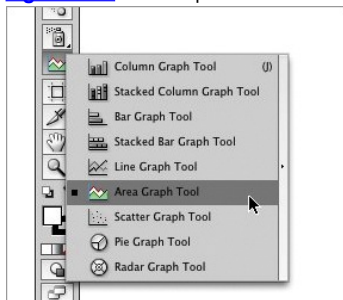 Column Graph Tool (J)
Stacked Column Graph Tool
Bar Graph Tool
Stacked Bar Graph Tool
Line Graph Tool
Area Graph Tool
Scatter Graph Tool
Pie Graph Tool
Radar Graph Tool